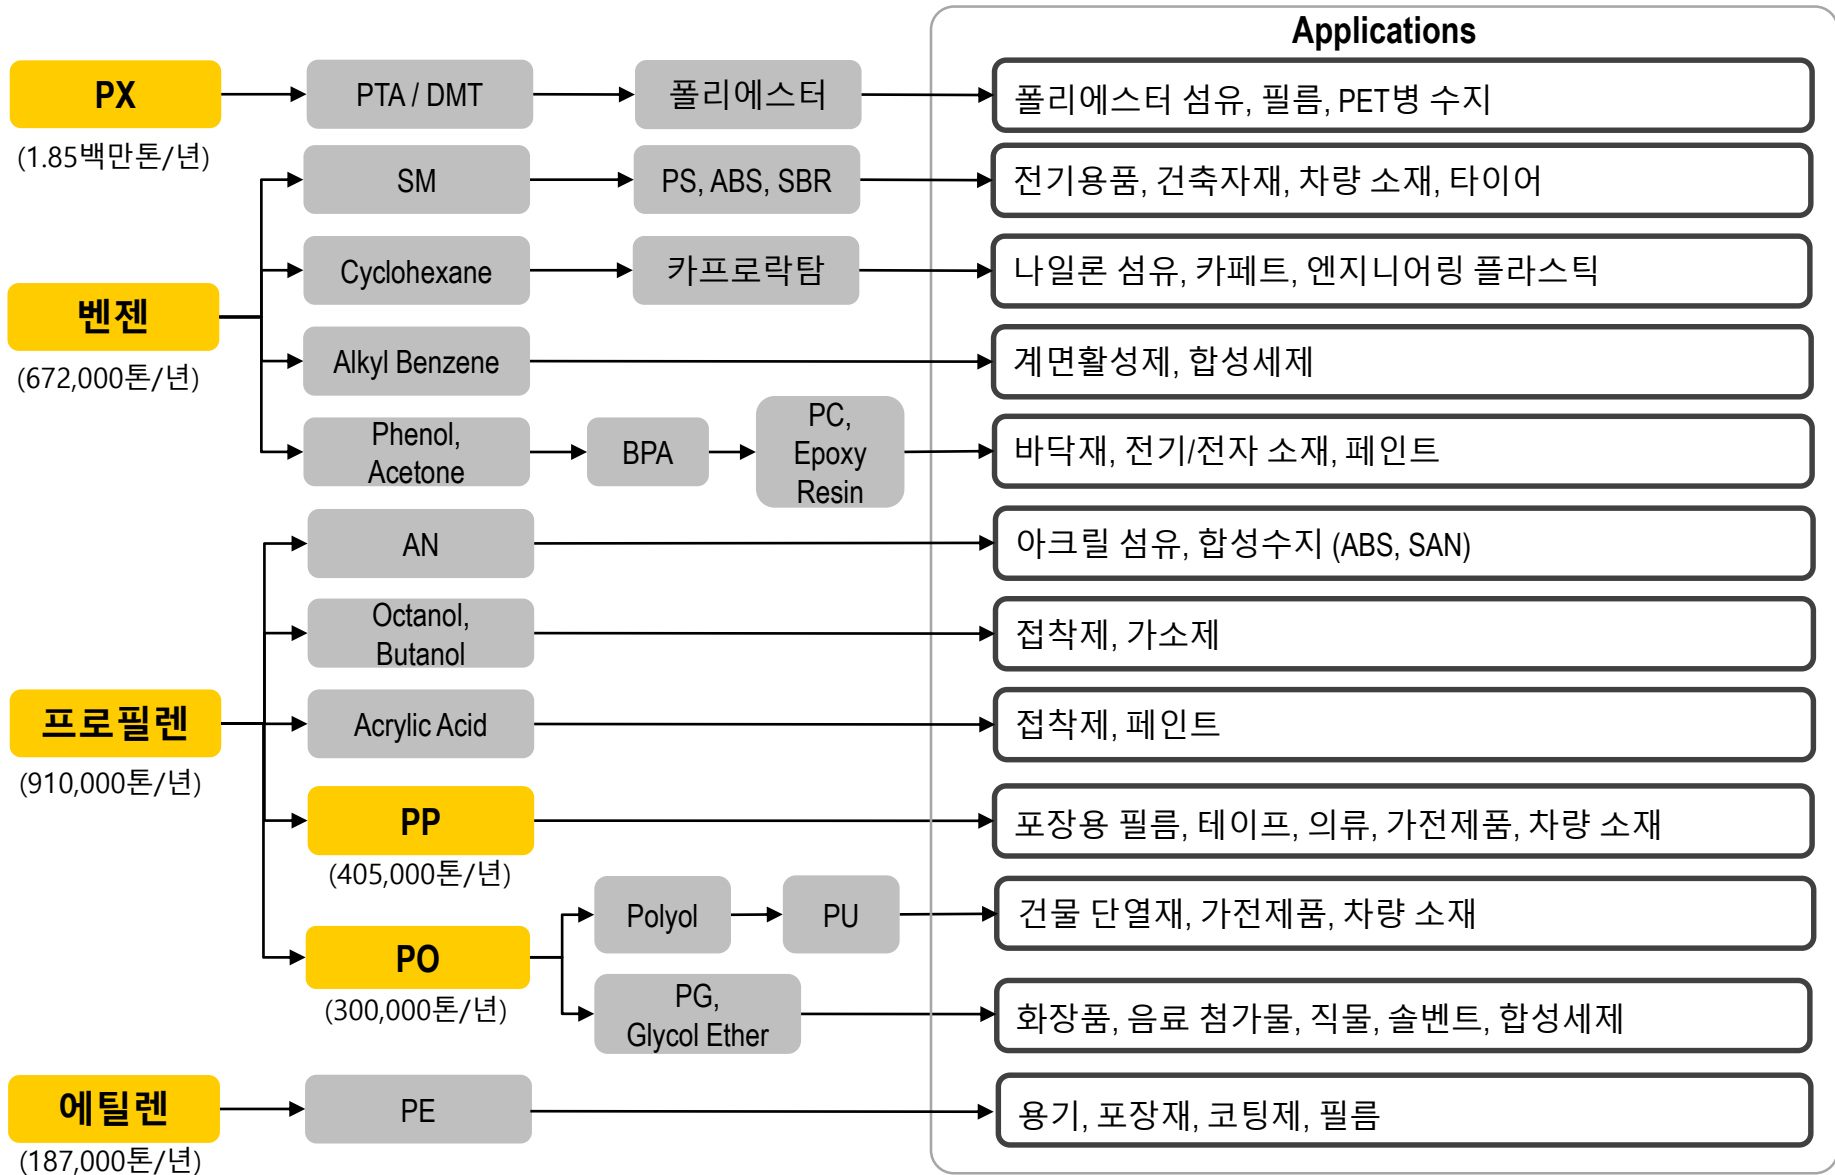 Applications
PX
PTA / DMT
폴리에스터
폴리에스터 섬유, 필름, PET병 수지
(1.85백만톤/년)
SM
PS, ABS, SBR
전기용품, 건축자재, 차량 소재, 타이어
Cyclohexane
카프로락탐
나일론 섬유, 카페트, 엔지니어링 플라스틱
벤젠
(672,000톤/년)
Alkyl Benzene
계면활성제, 합성세제
Phenol,
Acetone
BPA
PC,
Epoxy
Resin
바닥재, 전기/전자 소재, 페인트
AN
아크릴 섬유, 합성수지 (ABS, SAN)
Octanol,
Butanol
접착제, 가소제
프로필렌
(910,000톤/년)
Acrylic Acid
접착제, 페인트
PP
(405,000톤/년)
포장용 필름, 테이프, 의류, 가전제품, 차량 소재
PO
(300,000톤/년)
Polyol
PU
건물 단열재, 가전제품, 차량 소재
PG,
Glycol Ether
화장품, 음료 첨가물, 직물, 솔벤트, 합성세제
에틸렌
(187,000톤/년)
PE
용기, 포장재, 코팅제, 필름